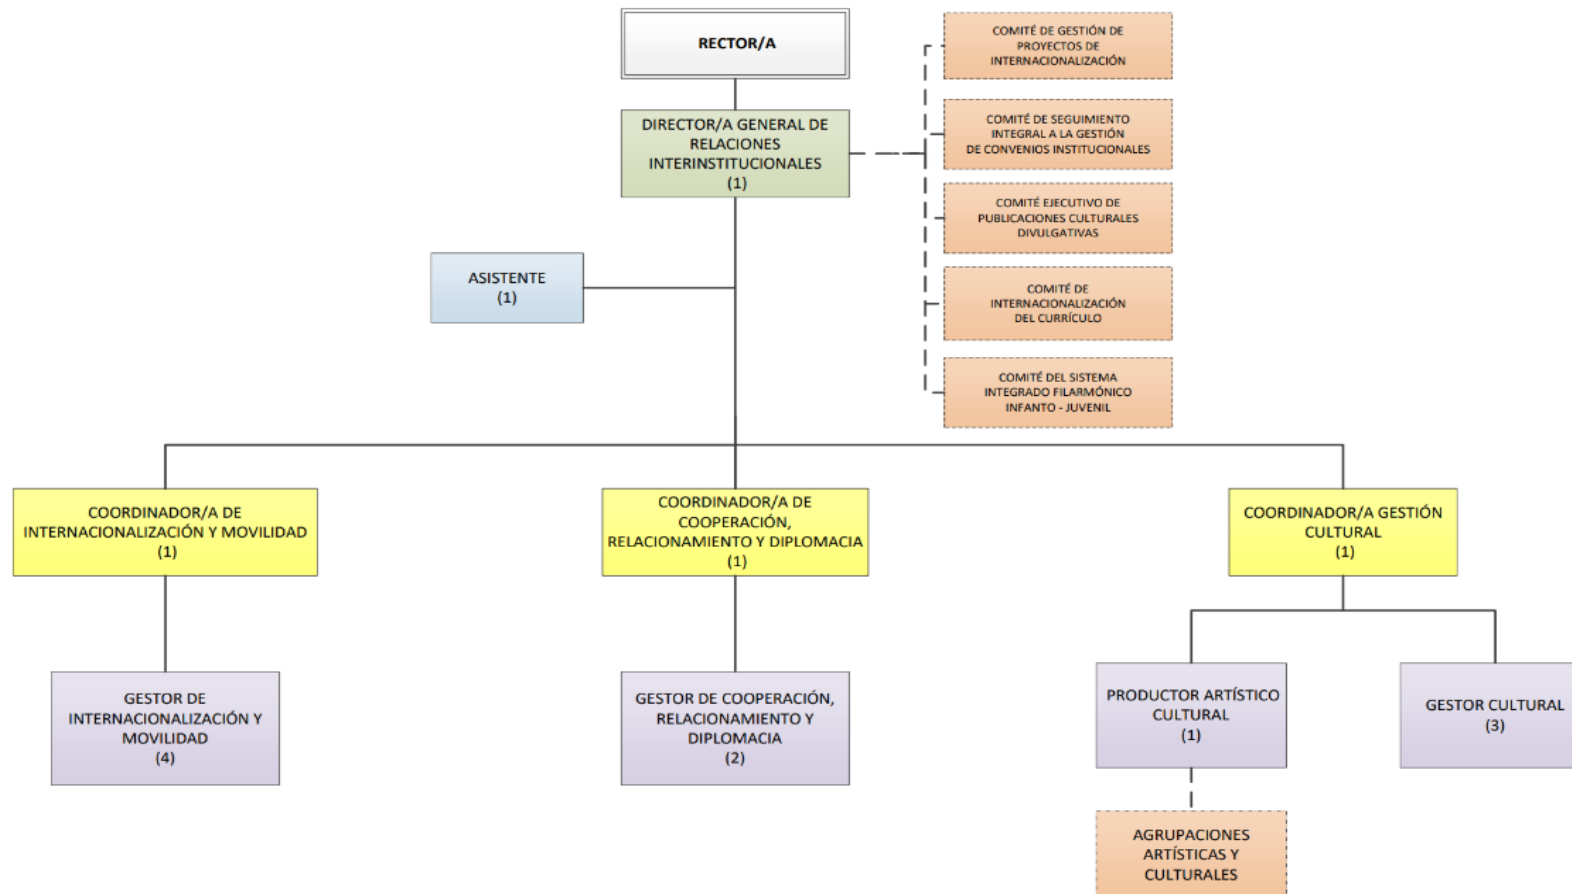 RECTOR/A
COMITÉ DE GESTIÓN DE
PROYECTOS DE
INTERNACIONALIZACIÓN
DIRECTOR/A GENERAL DE
RELACIONES
INTERINSTITUCIONALES
(1)
COMITÉ DE SEGUIMIENTO
INTEGRAL A LA GESTIÓN
DE CONVENIOS INSTITUCIONALES
COMITÉ EJECUTIVO DE
PUBLICACIONES CULTURALES
DIVULGATIVAS
ASISTENTE
(1)
COMITÉ DE
INTERNACIONALIZACIÓN
DEL CURRÍCULO
COMITÉ DEL SISTEMA
INTEGRADO FILARMÓNICO
INFANTO - JUVENIL
COORDINADOR/A DE
INTERNACIONALIZACIÓN Y MOVILIDAD
(1)
COORDINADOR/A DE
COOPERACIÓN,
RELACIONAMIENTO Y DIPLOMACIA
(1)
COORDINADOR/A GESTIÓN
CULTURAL
(1)
GESTOR DE
INTERNACIONALIZACIÓN Y
MOVILIDAD
(4)
GESTOR DE COOPERACIÓN,
RELACIONAMIENTO Y
DIPLOMACIA
(2)
PRODUCTOR ARTÍSTICO
CULTURAL
(1)
GESTOR CULTURAL
(3)
AGRUPACIONES
ARTÍSTICAS Y
CULTURALES